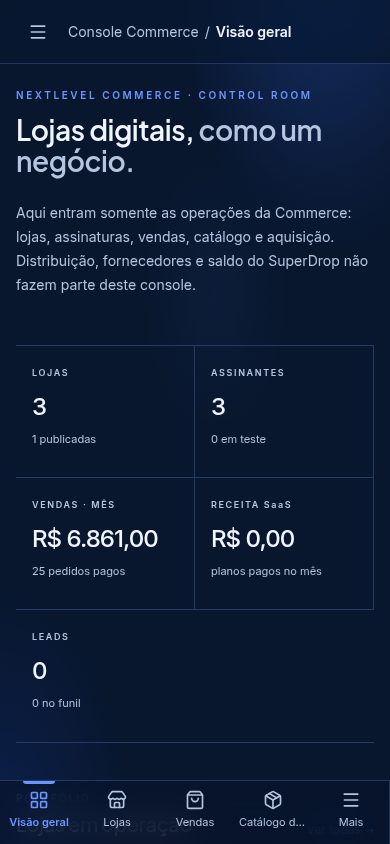 Console Commerce / Visão geral
NEXTLEVEL COMMERCE · CONTROL ROOM
Lojas digitais, como um
negócio.
Aqui entram somente as operações da Commerce:
lojas, assinaturas, vendas, catálogo e aquisição.
Distribuição, fornecedores e saldo do SuperDrop não
fazem parte deste console.
LOJAS
3
1 publicadas
ASSINANTES
3
0 em teste
VENDAS · MÊS
R$ 6.861,00
25 pedidos pagos
RECEITA SaaS
R$ 0,00
planos pagos no mês
LEADS
0
0 no funil
Lojas em operação
Visão geral
Lojas
Vendas
Catálogo d...
Mais